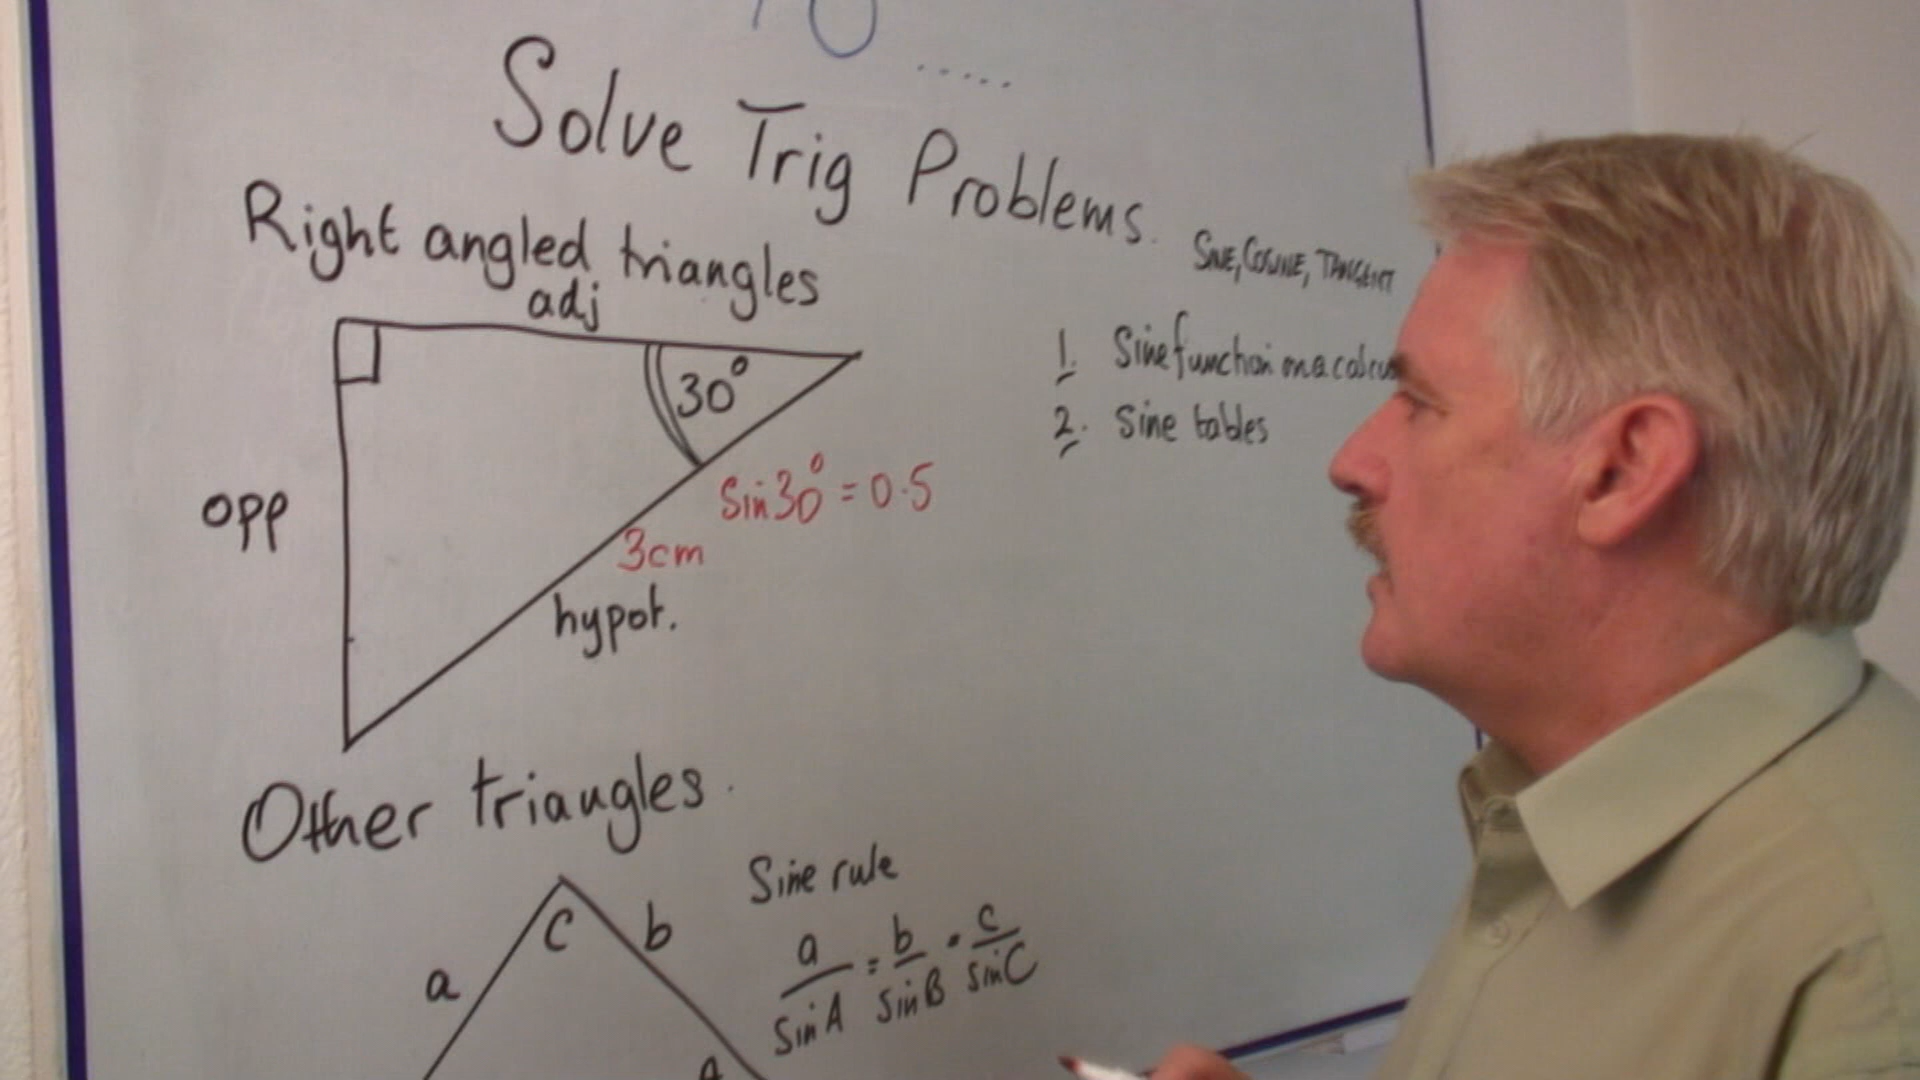 Solve Trig Problems.
Right angled triangles
adj
30°
opp
Sin30° = 0.5
3cm
hypot.
SINE, COSINE, TANGENT
1. Sine function on a calcu
2. Sine tables
Other triangles.
Sine rule
C
b
a
a/sinA = b/sinB = c/sinC
A